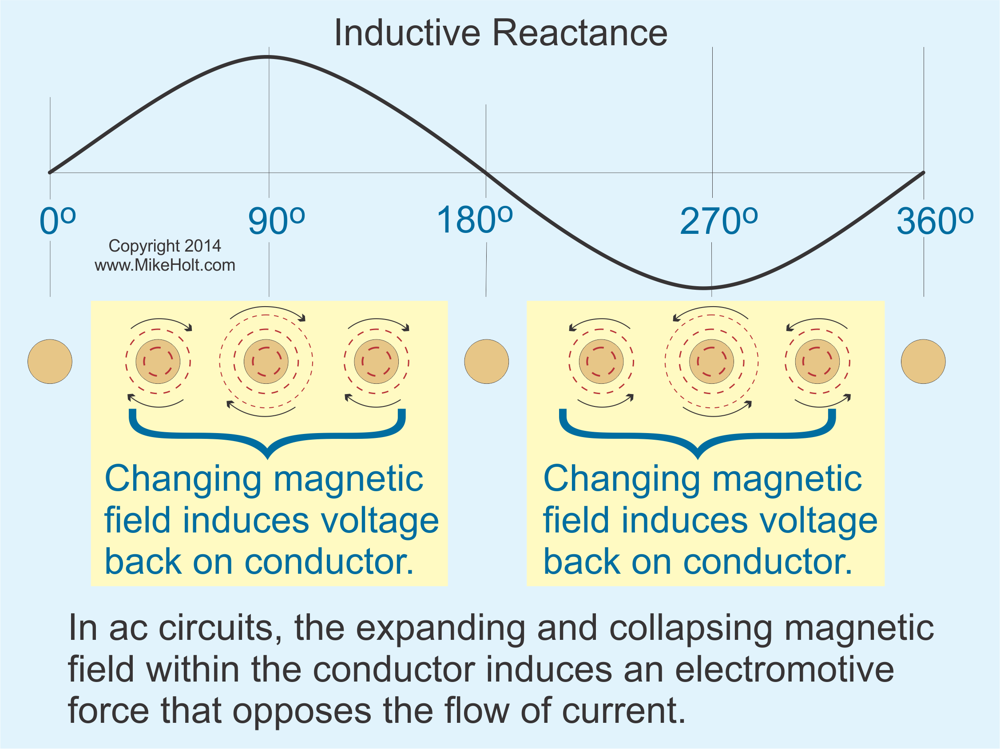 Inductive Reactance
0º
90º
180º
270º
360º
Copyright 2014
www.MikeHolt.com
Changing magnetic
field induces voltage
back on conductor.
Changing magnetic
field induces voltage
back on conductor.
In ac circuits, the expanding and collapsing magnetic
field within the conductor induces an electromotive
force that opposes the flow of current.